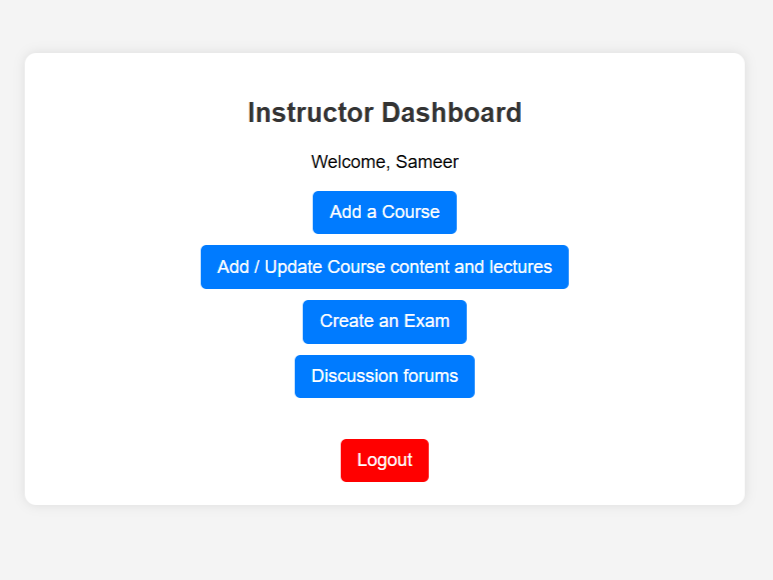 Instructor Dashboard
Welcome, Sameer
Add a Course
Add / Update Course content and lectures
Create an Exam
Discussion forums
Logout